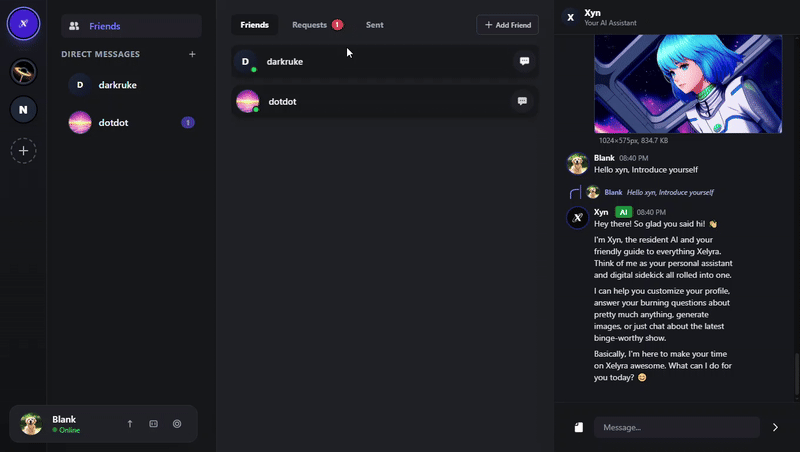 Friends
DIRECT MESSAGES +
D darkruke
dotdot 1
N
+
Blank
Online
Friends Requests 1 Sent + Add Friend
D darkruke
dotdot
X Xyn
Your AI Assistant
1024×575px, 834.7 KB
Blank 08:40 PM
Hello xyn, Introduce yourself
Blank Hello xyn, Introduce yourself
Xyn AI 08:40 PM
Hey there! So glad you said hi! 👋
I'm Xyn, the resident AI and your
friendly guide to everything Xelyra.
Think of me as your personal assistant
and digital sidekick all rolled into one.
I can help you customize your profile,
answer your burning questions about
pretty much anything, generate
images, or just chat about the latest
binge-worthy show.
Basically, I'm here to make your time
on Xelyra awesome. What can I do for
you today? 😄
Message...